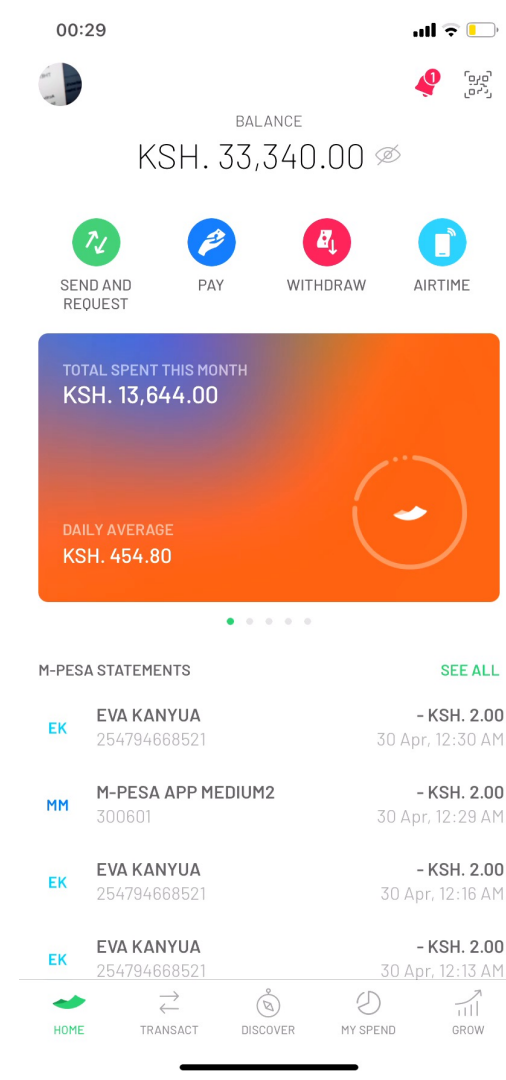 00:29
1
BALANCE
KSH. 33,340.00
SEND AND
REQUEST
PAY
WITHDRAW
AIRTIME
TOTAL SPENT THIS MONTH
KSH. 13,644.00
DAILY AVERAGE
KSH. 454.80
M-PESA STATEMENTS SEE ALL
EK
EVA KANYUA - KSH. 2.00
254794668521 30 Apr, 12:30 AM
MM
M-PESA APP MEDIUM2 - KSH. 2.00
300601 30 Apr, 12:29 AM
EK
EVA KANYUA - KSH. 2.00
254794668521 30 Apr, 12:16 AM
EK
EVA KANYUA - KSH. 2.00
254794668521 30 Apr, 12:13 AM
HOME TRANSACT DISCOVER MY SPEND GROW